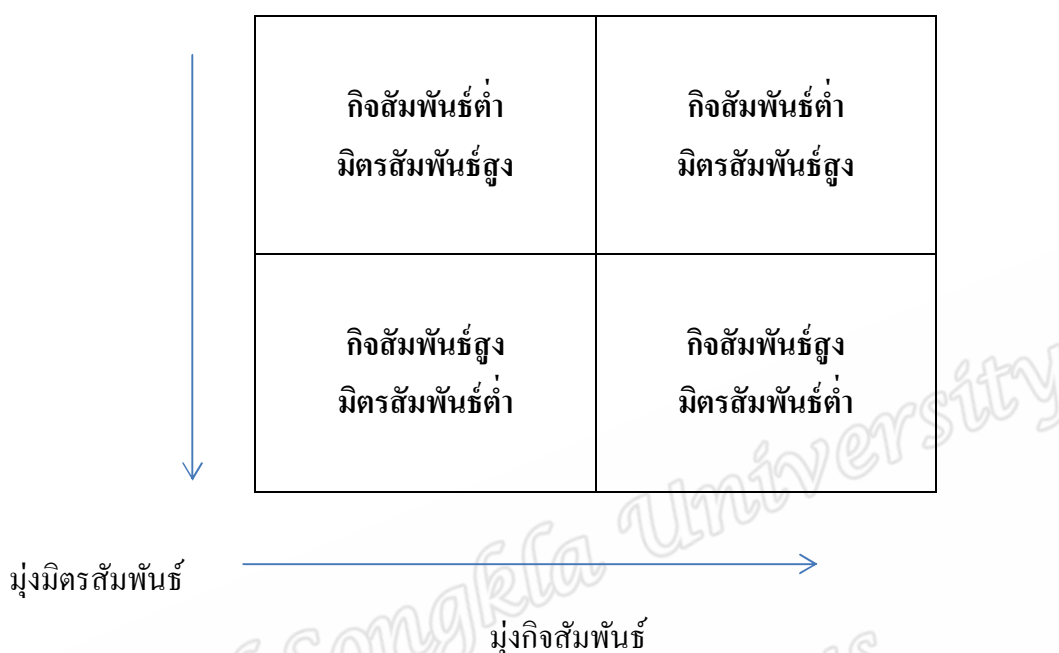 กิจสัมพันธ์ต่ำ
มิตรสัมพันธ์สูง
กิจสัมพันธ์ต่ำ
มิตรสัมพันธ์สูง
กิจสัมพันธ์สูง
มิตรสัมพันธ์ต่ำ
กิจสัมพันธ์สูง
มิตรสัมพันธ์ต่ำ
มุ่งมิตรสัมพันธ์
มุ่งกิจสัมพันธ์
Songkla University